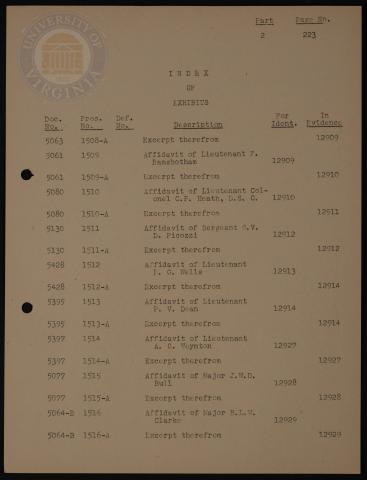 UNIVERSITY OF VIRGINIA
Part Page No.
2 223
INDEX
OF
EXHIBITS
Doc. Pros. Def. For In
No. No. No. Description Ident. Evidence
5063 1508-A Excerpt therefrom 12909
5061 1509 Affidavit of Lieutenant F.
Ramsbotham 12909
5061 1509-A Excerpt therefrom 12910
5080 1510 Affidavit of Lieutenant Col-
onel C.P. Heath, D.S. O. 12910
5080 1510-A Excerpt therefrom 12911
5130 1511 Affidavit of Sergeant
D. Picozzi 12912
5130 1511-A Excerpt therefrom 12912
5428 1512 Affidavit of Lieutenant
Wells 12913
5428 1512-A Excerpt therefrom 12914
5395 1513 Affidavit of Lieutenant
P. V. Dean 12914
5395 1513-A Excerpt therefrom 12914
5397 1514 Affidavit of Lieutenant
A. C. Weynton 12927
5397 1514-A Excerpt therefrom 12927
5077 1515 Affidavit of Major J.W.D.
Bull 12928
5077 1515-A Excerpt therefrom 12928
5064-B 1516 Affidavit of Major B.L.W.
Clarke 12929
5064-B 1516-A Excerpt therefrom 12929